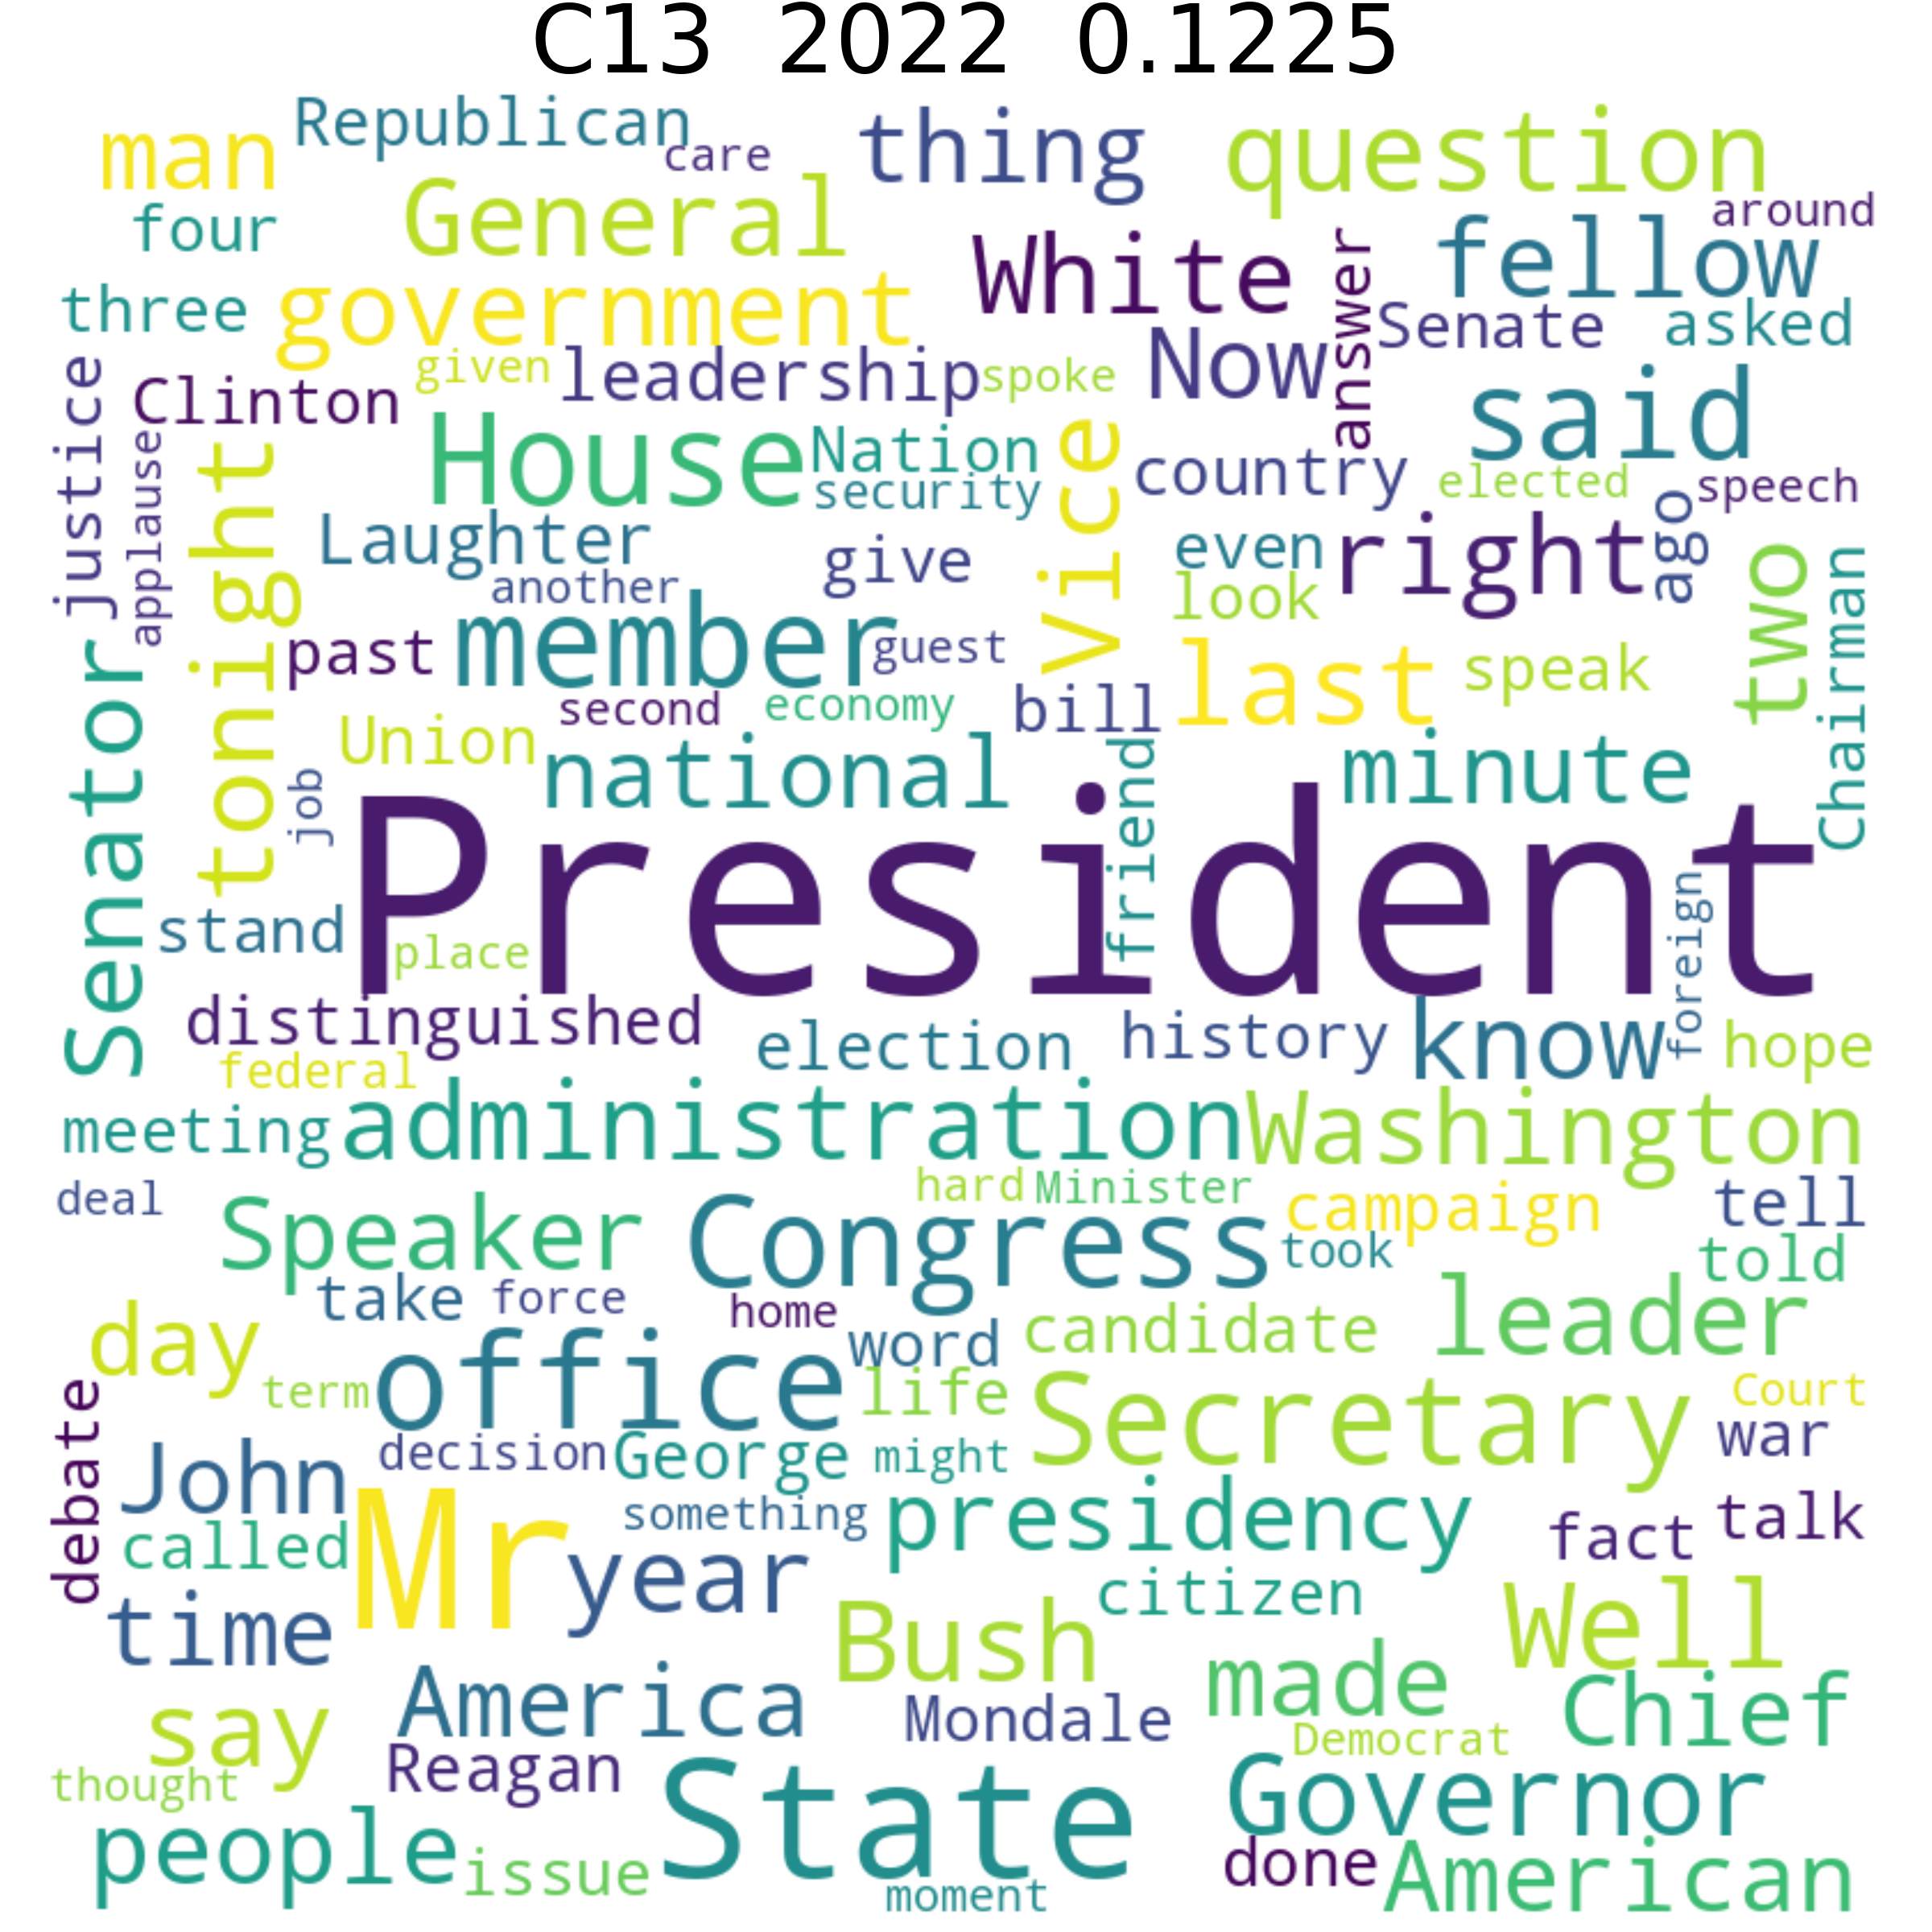 C13 2022 0.1225
man
Republican
care
thing
question
four
General
around
fellow
White
answer
three
government
Senate
asked
justice
Clinton
given
leadership
spoke
Now
said
applause
tonight
House
Nation
security
Vice
country
elected
speech
ago
Laughter
another
give
even
look
right
two
Chairman
Senator
past
member
guest
second
economy
bill
last
speak
Union
job
national
friend
minute
President
stand
place
foreign
distinguished
election
history
know
hope
federal
meeting
administration
Washington
deal
hard
Minister
campaign
tell
Speaker
Congress
took
told
take
force
home
leader
day
office
word
candidate
term
life
Secretary
Court
debate
John
decision
George
might
war
called
Mr
something
presidency
fact
talk
year
citizen
time
Bush
Well
made
Chief
say
America
Mondale
Democrat
thought
Reagan
State
Governor
people
issue
done
American
moment